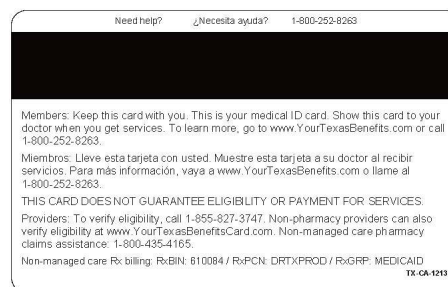 Need help? ¿Necesita ayuda? 1-800-252-8263
Members: Keep this card with you. This is your medical ID card. Show this card to your
doctor when you get services. To learn more, go to www.YourTexasBenefits.com or call
1-800-252-8263.
Miembros: Lleve esta tarjeta con usted. Muestre esta tarjeta a su doctor al recibir
servicios. Para más información, vaya a www.YourTexasBenefits.com o llame al
1-800-252-8263.
THIS CARD DOES NOT GUARANTEE ELIGIBILITY OR PAYMENT FOR SERVICES.
Providers: To verify eligibility, call 1-855-827-3747. Non-pharmacy providers can also
verify eligibility at www.YourTexasBenefitsCard.com. Non-managed care pharmacy
claims assistance: 1-800-435-4165.
Non-managed care Rx billing: RxBIN: 610084 / RxPCN: DRTXPROD / RxGRP: MEDICAID
TX-CA-1213